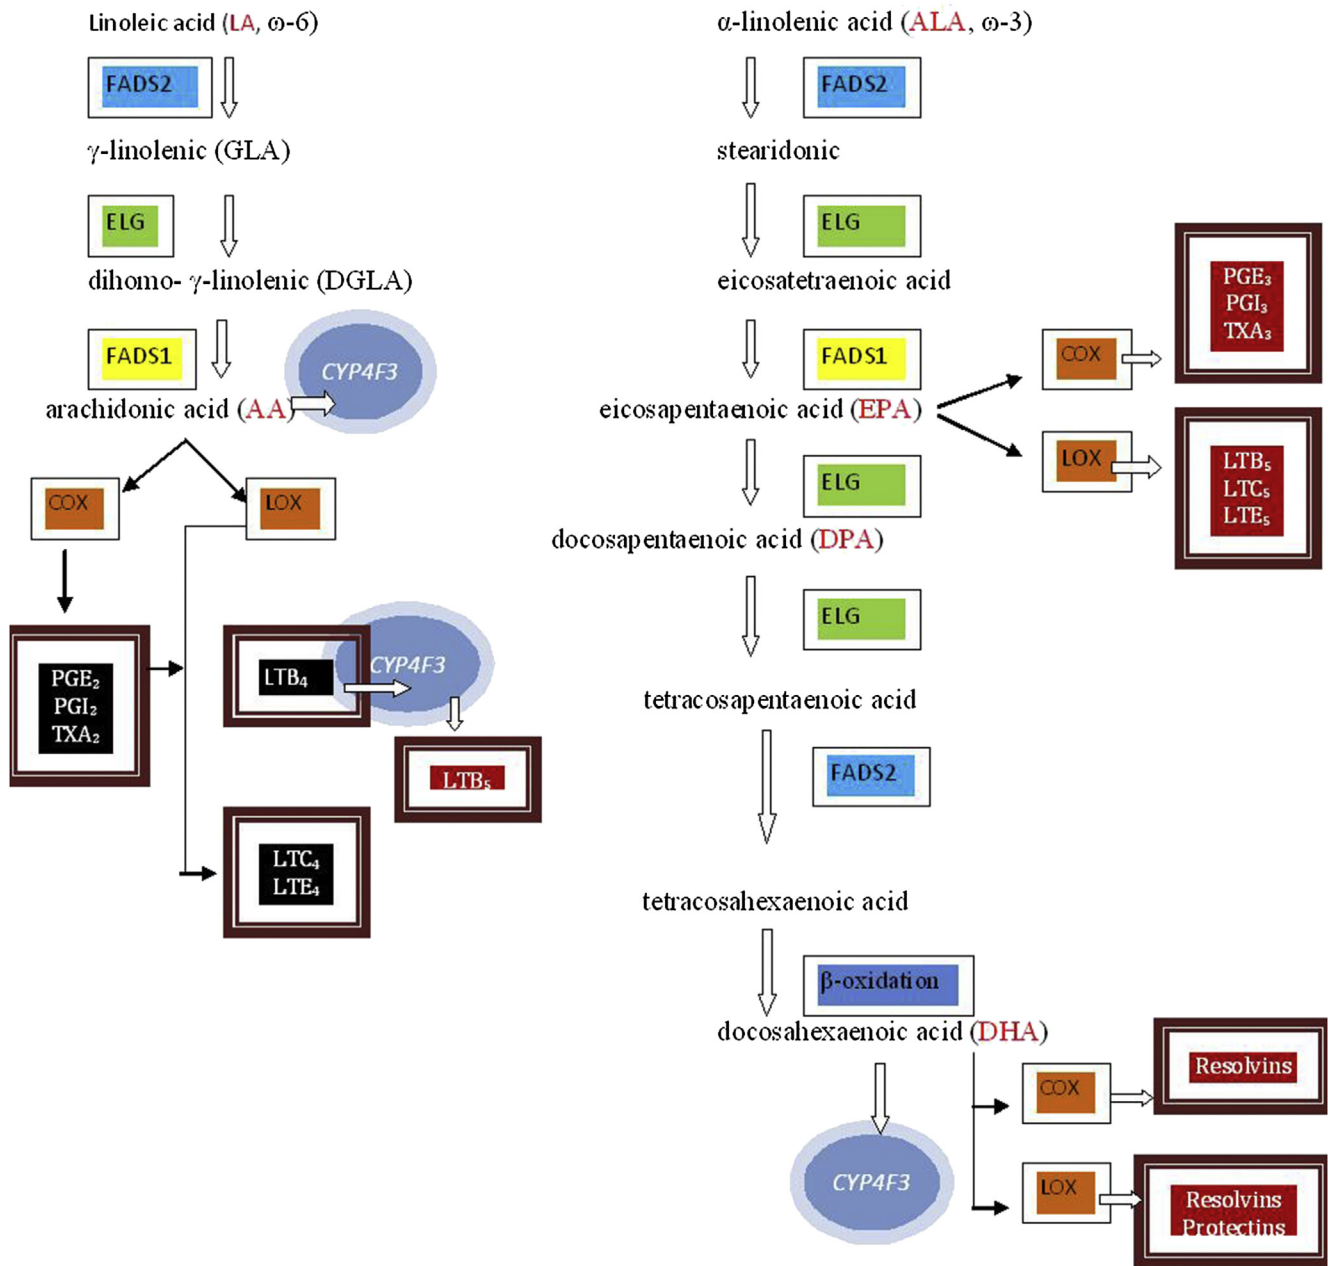 Linoleic acid (LA, ω-6)
FADS2
γ-linolenic (GLA)
ELG
dihomo- γ-linolenic (DGLA)
FADS1
CYP4F3
arachidonic acid (AA)
COX
LOX
PGE₂
PGI₂
TXA₂
LTB₄
CYP4F3
LTB₅
LTC₄
LTE₄
α-linolenic acid (ALA, ω-3)
FADS2
stearidonic
ELG
eicosatetraenoic acid
FADS1
eicosapentaenoic acid (EPA)
COX
PGE₃
PGI₃
TXA₃
LOX
LTB₅
LTC₅
LTE₅
ELG
docosapentaenoic acid (DPA)
ELG
tetracosapentaenoic acid
FADS2
tetracosahexaenoic acid
β-oxidation
docosahexaenoic acid (DHA)
CYP4F3
COX
Resolvins
LOX
Resolvins
Protectins